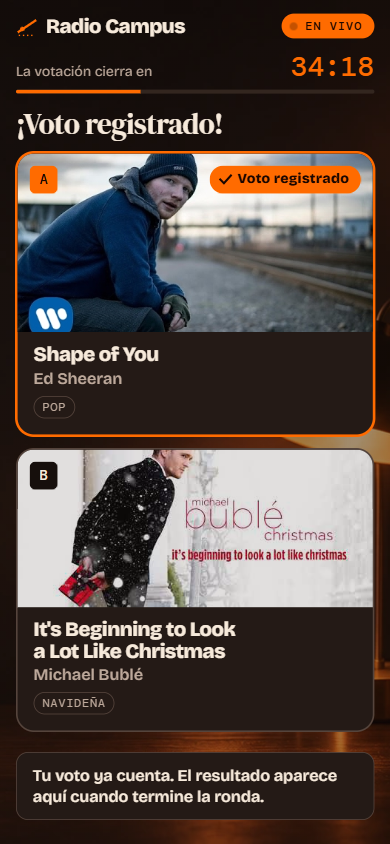 Radio Campus
EN VIVO
La votación cierra en
34:18
¡Voto registrado!
A
Voto registrado
Shape of You
Ed Sheeran
POP
B
michael
bublé
christmas
it's beginning to look a lot like christmas
It's Beginning to Look
a Lot Like Christmas
Michael Bublé
NAVIDEÑA
Tu voto ya cuenta. El resultado aparece
aquí cuando termine la ronda.